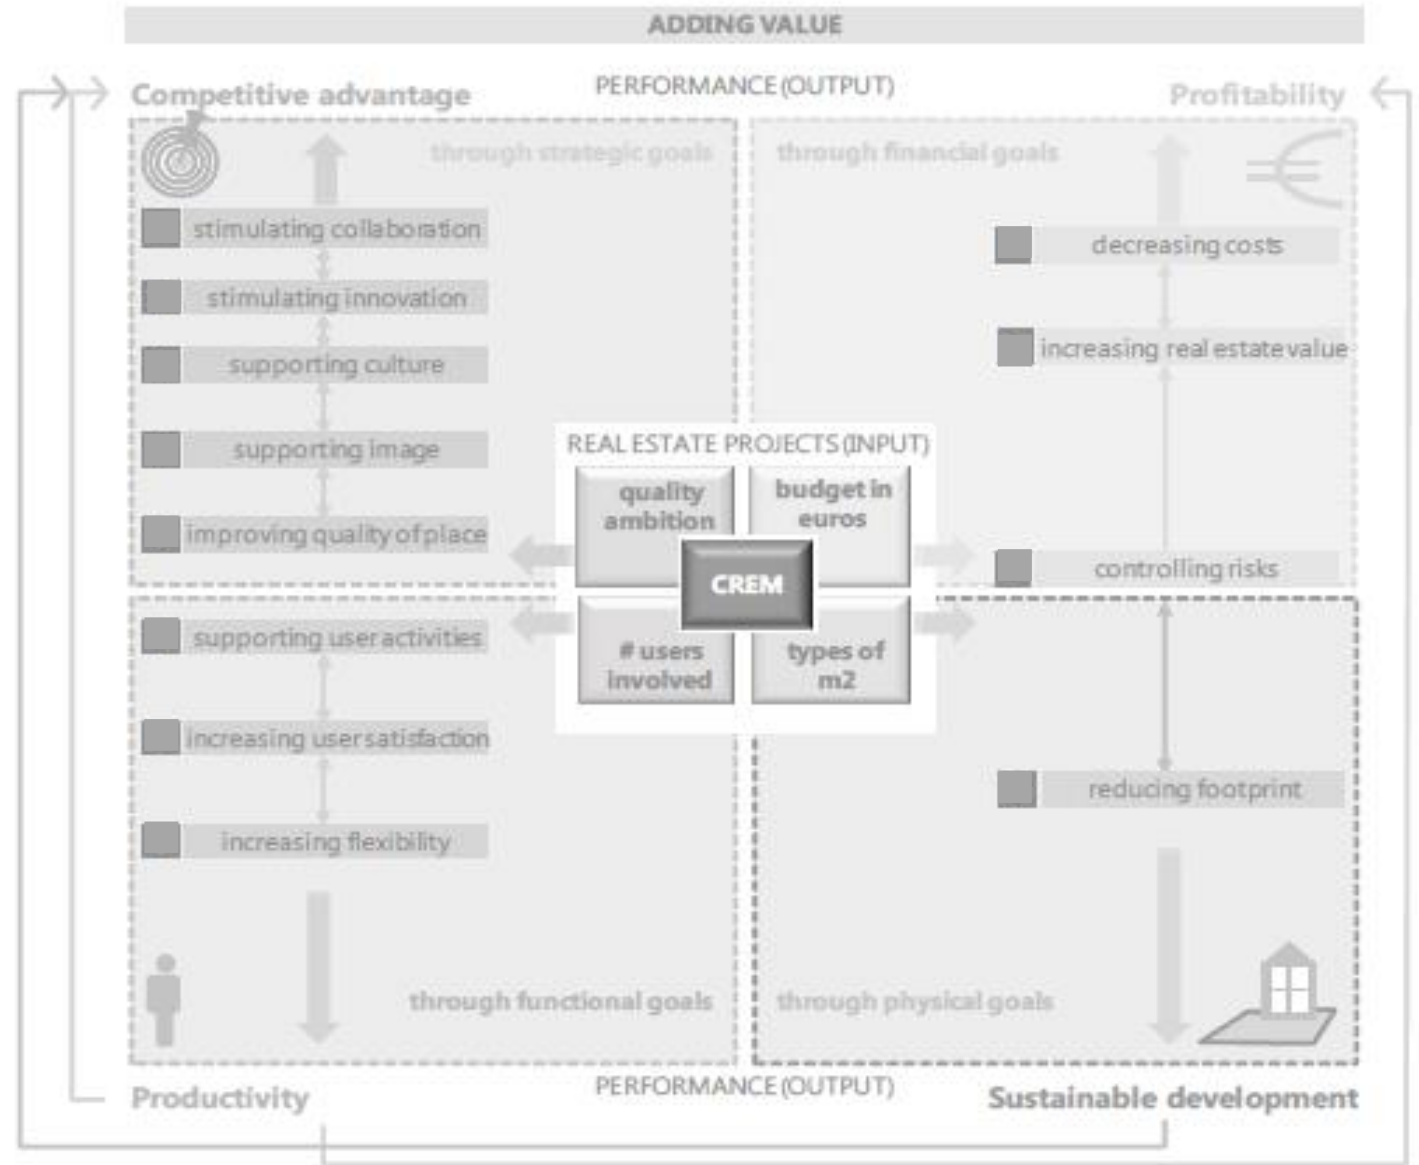 ADDING VALUE
PERFORMANCE (OUTPUT)
Competitive advantage
Profitability
through strategic goals
through financial goals
stimulating collaboration
stimulating innovation
supporting culture
supporting image
improving quality of place
decreasing costs
increasing real estate value
controlling risks
REAL ESTATE PROJECTS (INPUT)
quality
ambition
budget in
euros
CREM
# users
involved
types of
m2
supporting user activities
increasing user satisfaction
increasing flexibility
reducing footprint
through functional goals
through physical goals
PERFORMANCE (OUTPUT)
Productivity
Sustainable development